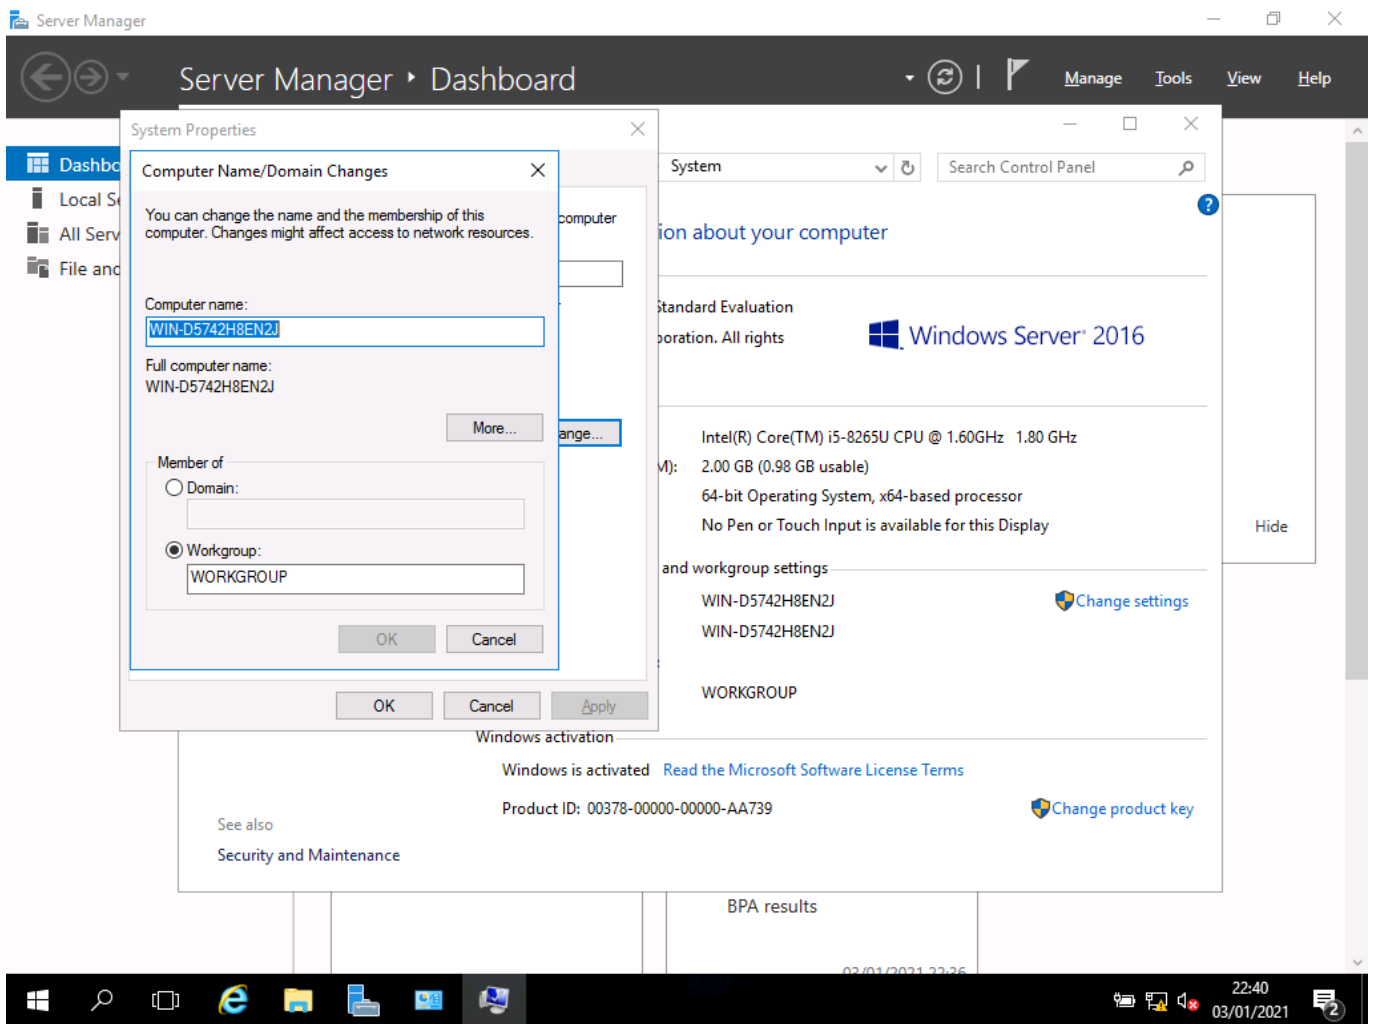 Server Manager
Server Manager • Dashboard
Manage Tools View Help
System Properties
Dashbo
Computer Name/Domain Changes
System
Search Control Panel
Local Se
You can change the name and the membership of this
computer. Changes might affect access to network resources.
computer
All Serv
ion about your computer
File and
Computer name:
Standard Evaluation
WIN-D5742H8EN2J
poration. All rights
Windows Server® 2016
Full computer name:
WIN-D5742H8EN2J
More...
ange...
Intel(R) Core(TM) i5-8265U CPU @ 1.60GHz 1.80 GHz
Member of
M): 2.00 GB (0.98 GB usable)
Domain:
64-bit Operating System, x64-based processor
No Pen or Touch Input is available for this Display
Hide
Workgroup:
and workgroup settings
WORKGROUP
WIN-D5742H8EN2J
Change settings
WIN-D5742H8EN2J
OK Cancel
WORKGROUP
OK Cancel Apply
Windows activation
Windows is activated Read the Microsoft Software License Terms
Product ID: 00378-00000-00000-AA739
Change product key
See also
Security and Maintenance
BPA results
03/01/2021 22:36
22:40
03/01/2021
2